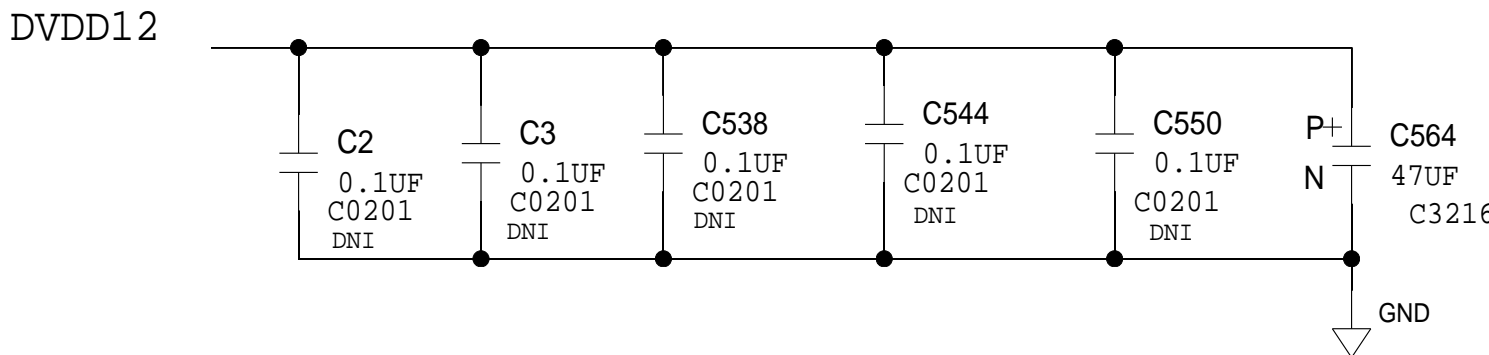 DVDD12
C2
0.1UF
C0201
DNI
C3
0.1UF
C0201
DNI
C538
0.1UF
C0201
DNI
C544
0.1UF
C0201
DNI
C550
0.1UF
C0201
DNI
P+
N
C564
47UF
C3216
GND